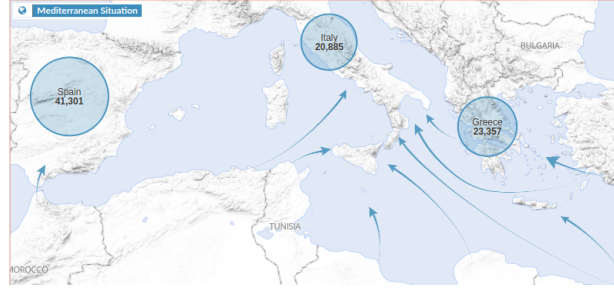 Mediterranean Situation
Italy
20,885
BULGARIA
Spain
41,301
Greece
23,357
TUNISIA
MOROCCO